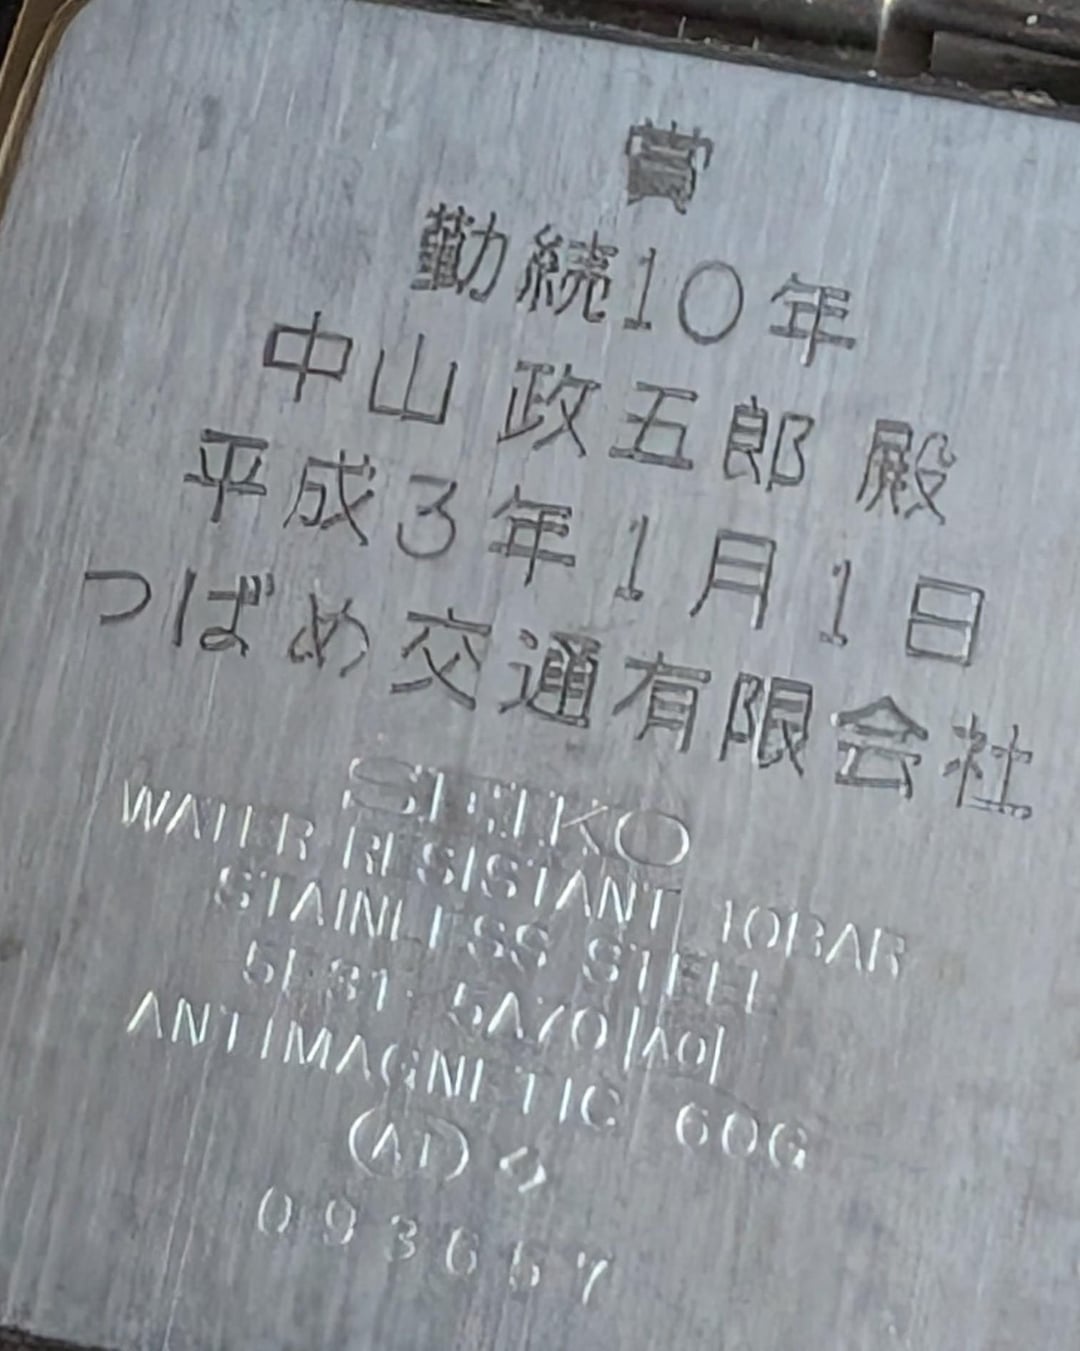 賞
勤続10年
中山 政五郎 殿
平成3年1月1日
つばめ交通有限会社
SEIKO
WATER RESISTANT 10BAR
STAINLESS STEEL
5E31-5A70 A0
ANTIMAGNETIC 60G
(AT)
093657